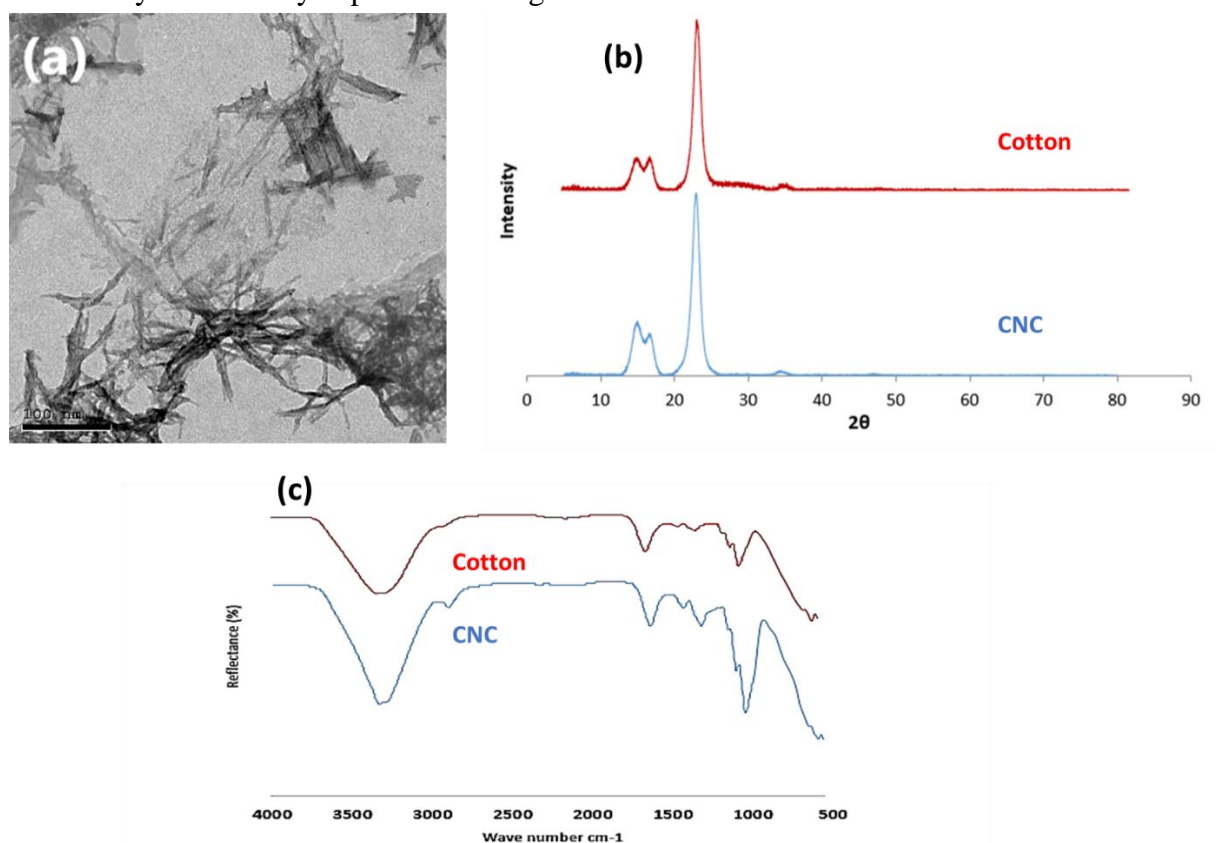 (a)
100 nm
(b)
Cotton
CNC
Intensity
0 10 20 30 40 50 60 70 80 90
2θ
(c)
Cotton
CNC
Reflectance (%)
4000 3500 3000 2500 2000 1500 1000 500
Wave number cm-1